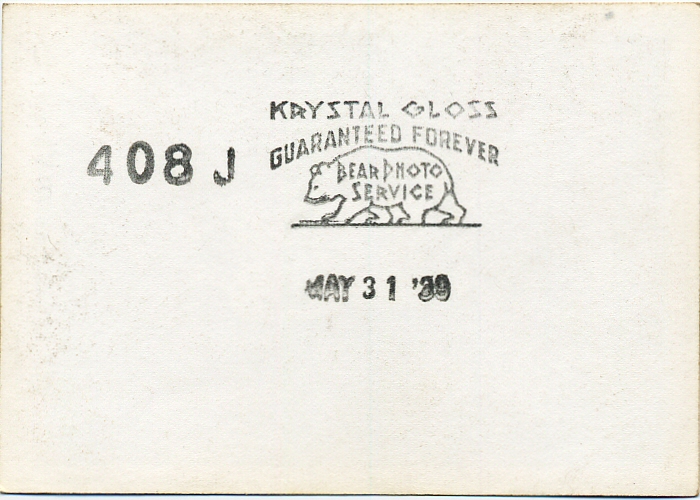 KRYSTAL GLOSS
GUARANTEED FOREVER
408 J
BEAR PHOTO
SERVICE
MAY 31 '39